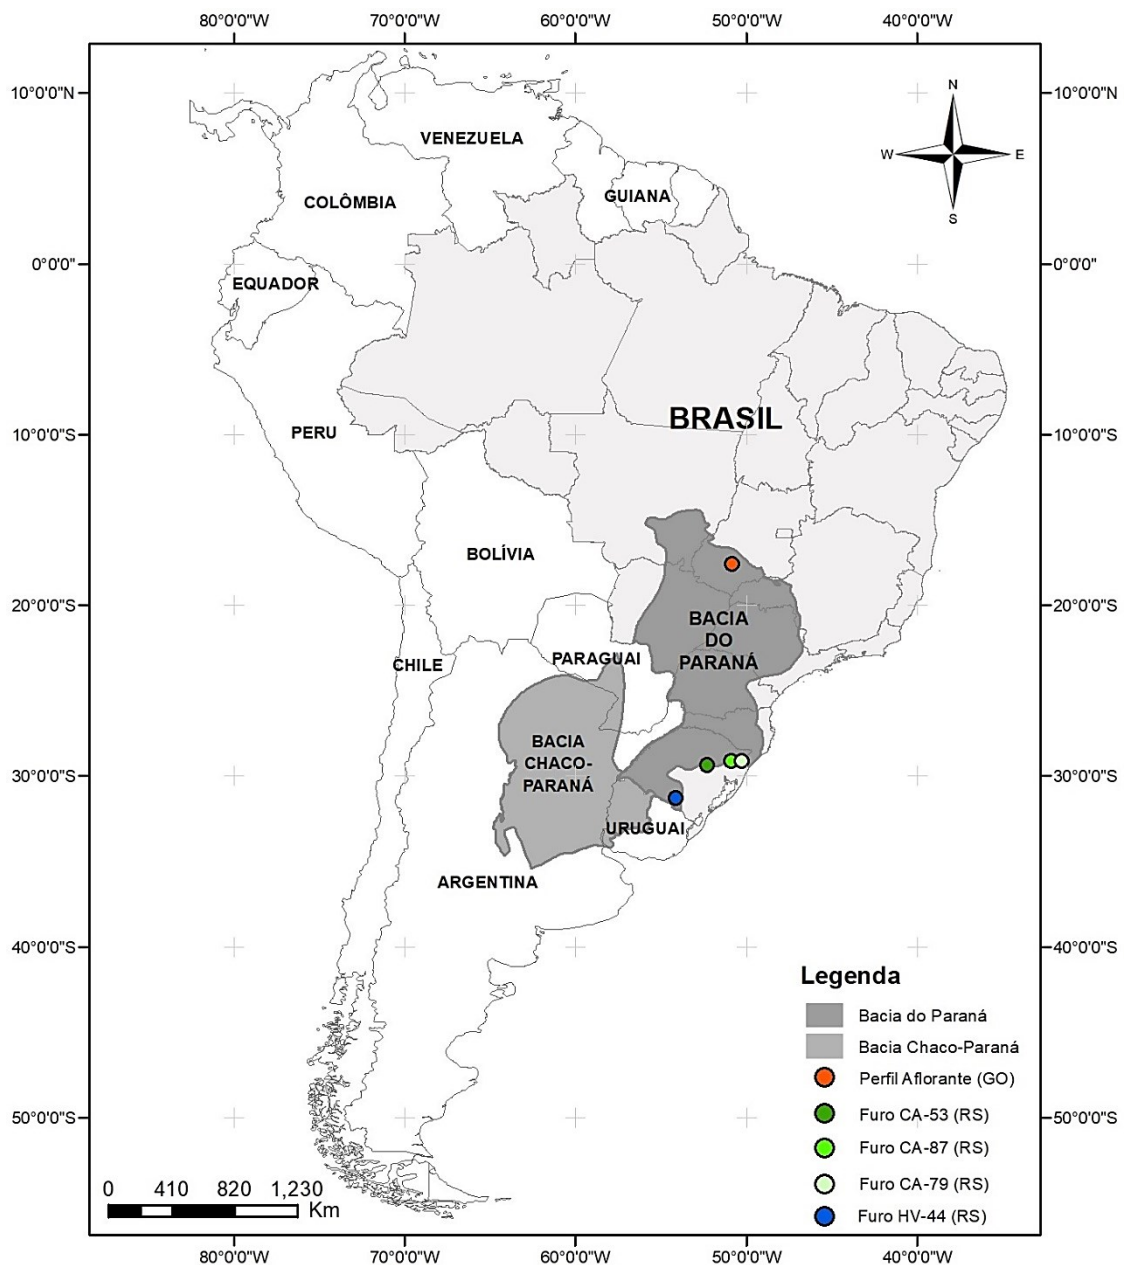 80°0'0"W 70°0'0"W 60°0'0"W 50°0'0"W 40°0'0"W
10°0'0"N 10°0'0"N
N
W E
S
VENEZUELA
GUIANA
COLÔMBIA
0°0'0" 0°0'0"
EQUADOR
BRASIL
PERU
10°0'0"S 10°0'0"S
BOLÍVIA
20°0'0"S 20°0'0"S
BACIA
DO
PARANÁ
PARAGUAI
CHILE
BACIA
CHACO-
PARANÁ
30°0'0"S 30°0'0"S
URUGUAI
ARGENTINA
40°0'0"S 40°0'0"S
Legenda
Bacia do Paraná
Bacia Chaco-Paraná
Perfil Aflorante (GO)
Furo CA-53 (RS)
50°0'0"S 50°0'0"S
Furo CA-87 (RS)
Furo CA-79 (RS)
Furo HV-44 (RS)
0 410 820 1,230
Km
80°0'0"W 70°0'0"W 60°0'0"W 50°0'0"W 40°0'0"W